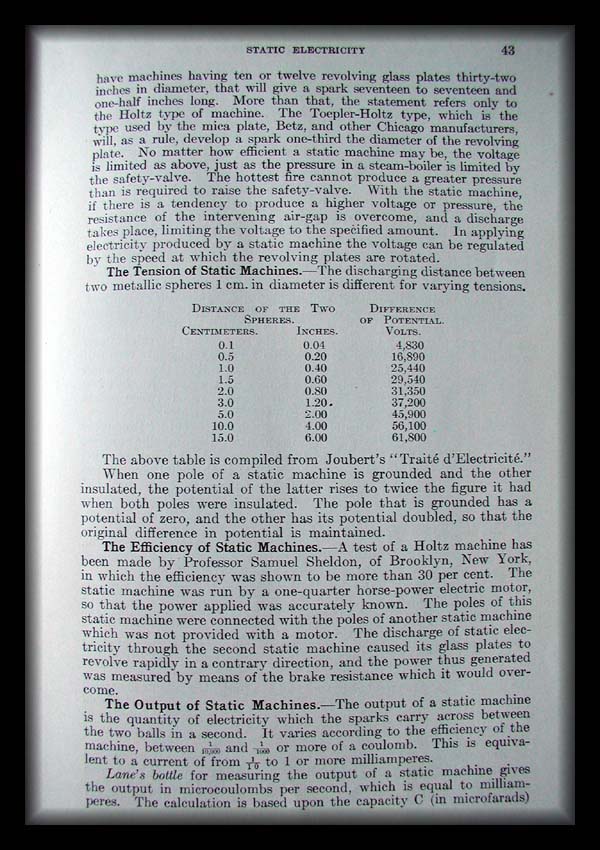 STATIC ELECTRICITY 43
have machines having ten or twelve revolving glass plates thirty-two
inches in diameter, that will give a spark seventeen to seventeen and
one-half inches long. More than that, the statement refers only to
the Holtz type of machine. The Toepler-Holtz type, which is the
type used by the mica plate, Betz, and other Chicago manufacturers,
will, as a rule, develop a spark one-third the diameter of the revolving
plate. No matter how efficient a static machine may be, the voltage
is limited as above, just as the pressure in a steam-boiler is limited by
the safety-valve. The hottest fire cannot produce a greater pressure
than is required to raise the safety-valve. With the static machine,
if there is a tendency to produce a higher voltage or pressure, the
resistance of the intervening air-gap is overcome, and a discharge
takes place, limiting the voltage to the specified amount. In applying
electricity produced by a static machine the voltage can be regulated
by the speed at which the revolving plates are rotated.
The Tension of Static Machines.—The discharging distance between
two metallic spheres 1 cm. in diameter is different for varying tensions.
DISTANCE OF THE TWO DIFFERENCE
SPHERES. OF POTENTIAL.
CENTIMETERS. INCHES. VOLTS.
0.1 0.04 4,830
0.5 0.20 16,890
1.0 0.40 25,440
1.5 0.60 29,540
2.0 0.80 31,350
3.0 1.20. 37,200
5.0 2.00 45,900
10.0 4.00 56,100
15.0 6.00 61,800
The above table is compiled from Joubert's "Traité d'Electricité."
When one pole of a static machine is grounded and the other
insulated, the potential of the latter rises to twice the figure it had
when both poles were insulated. The pole that is grounded has a
potential of zero, and the other has its potential doubled, so that the
original difference in potential is maintained.
The Efficiency of Static Machines.—A test of a Holtz machine has
been made by Professor Samuel Sheldon, of Brooklyn, New York,
in which the efficiency was shown to be more than 30 per cent. The
static machine was run by a one-quarter horse-power electric motor,
so that the power applied was accurately known. The poles of this
static machine were connected with the poles of another static machine
which was not provided with a motor. The discharge of static elec-
tricity through the second static machine caused its glass plates to
revolve rapidly in a contrary direction, and the power thus generated
was measured by means of the brake resistance which it would over-
come.
The Output of Static Machines.—The output of a static machine
is the quantity of electricity which the sparks carry across between
the two balls in a second. It varies according to the efficiency of the
machine, between 1/10,000 and 1/1000 or more of a coulomb. This is equiva-
lent to a current of from 1/10 to 1 or more milliamperes.
Lane's bottle for measuring the output of a static machine gives
the output in microcoulombs per second, which is equal to milliam-
peres. The calculation is based upon the capacity C (in microfarads)